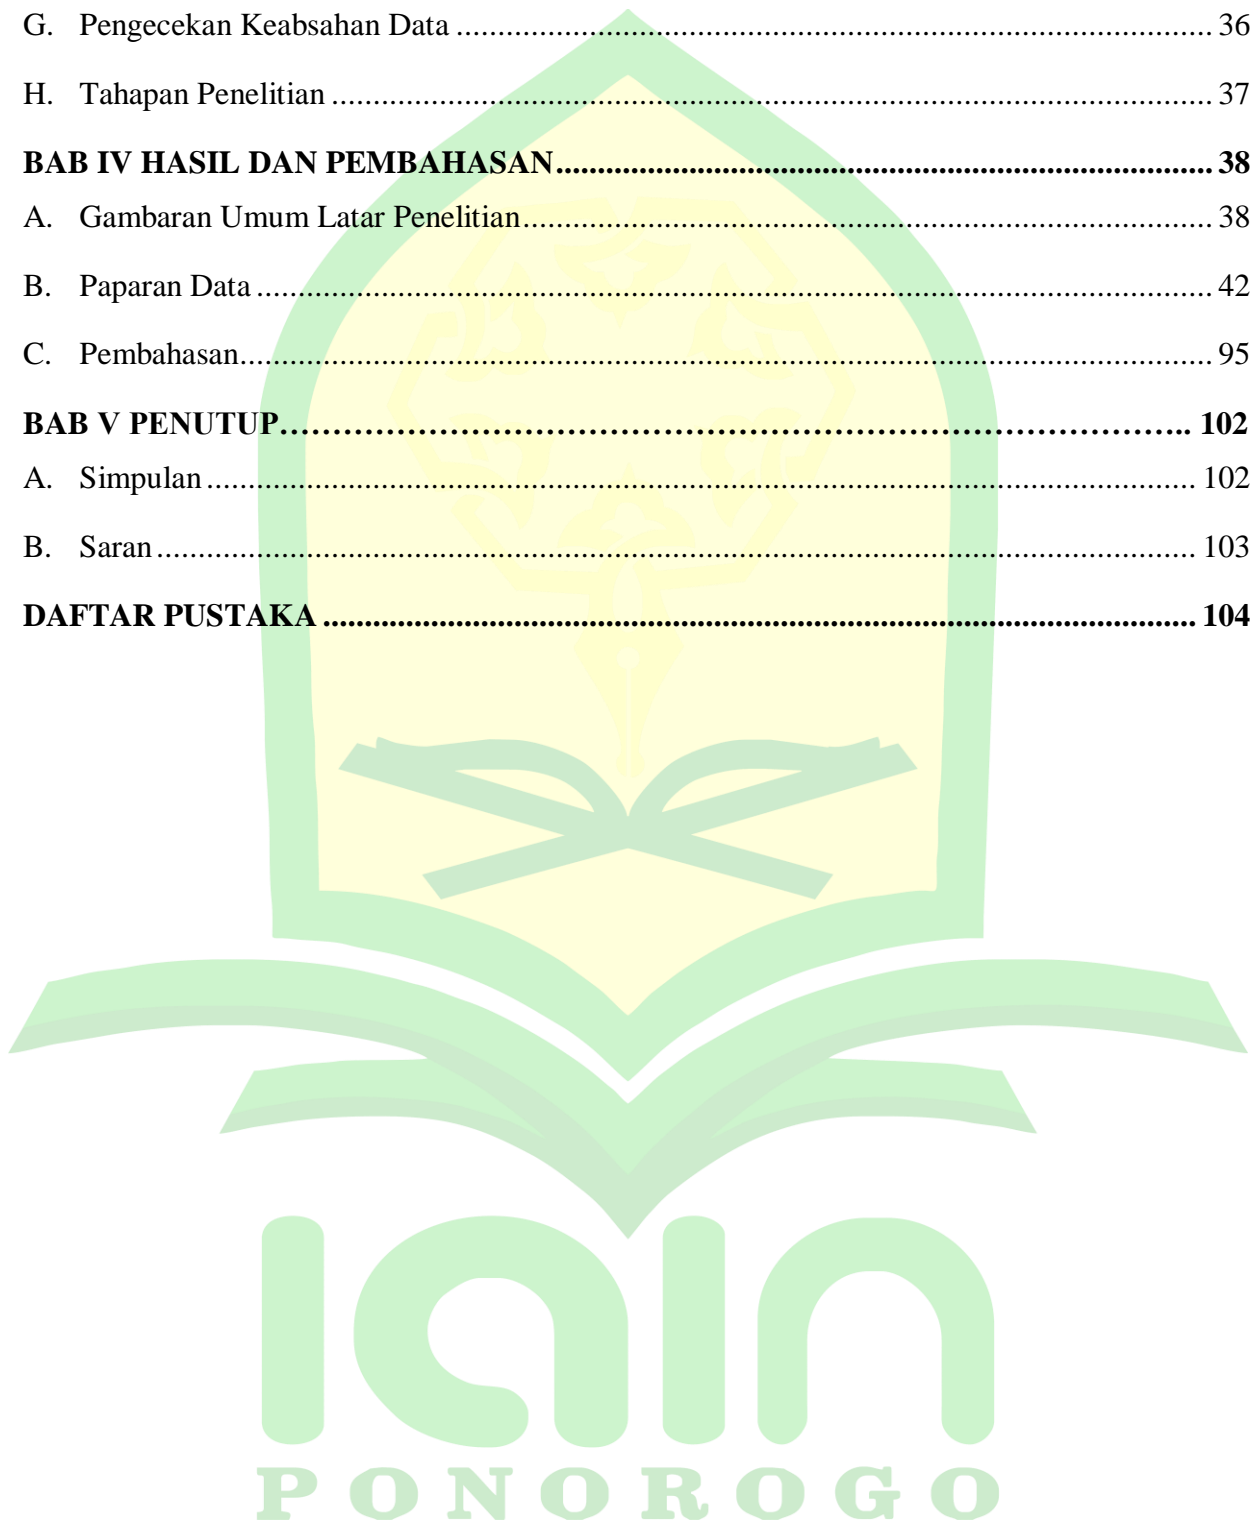 G. Pengecekan Keabsahan Data ........................................................................................... 36
H. Tahapan Penelitian .......................................................................................................... 37
BAB IV HASIL DAN PEMBAHASAN............................................................................... 38
A. Gambaran Umum Latar Penelitian................................................................................... 38
B. Paparan Data ................................................................................................................... 42
C. Pembahasan..................................................................................................................... 95
BAB V PENUTUP……………………………………………………………………….. 102
A. Simpulan....................................................................................................................... 102
B. Saran ............................................................................................................................. 103
DAFTAR PUSTAKA ......................................................................................................... 104
iain
PONOROGO